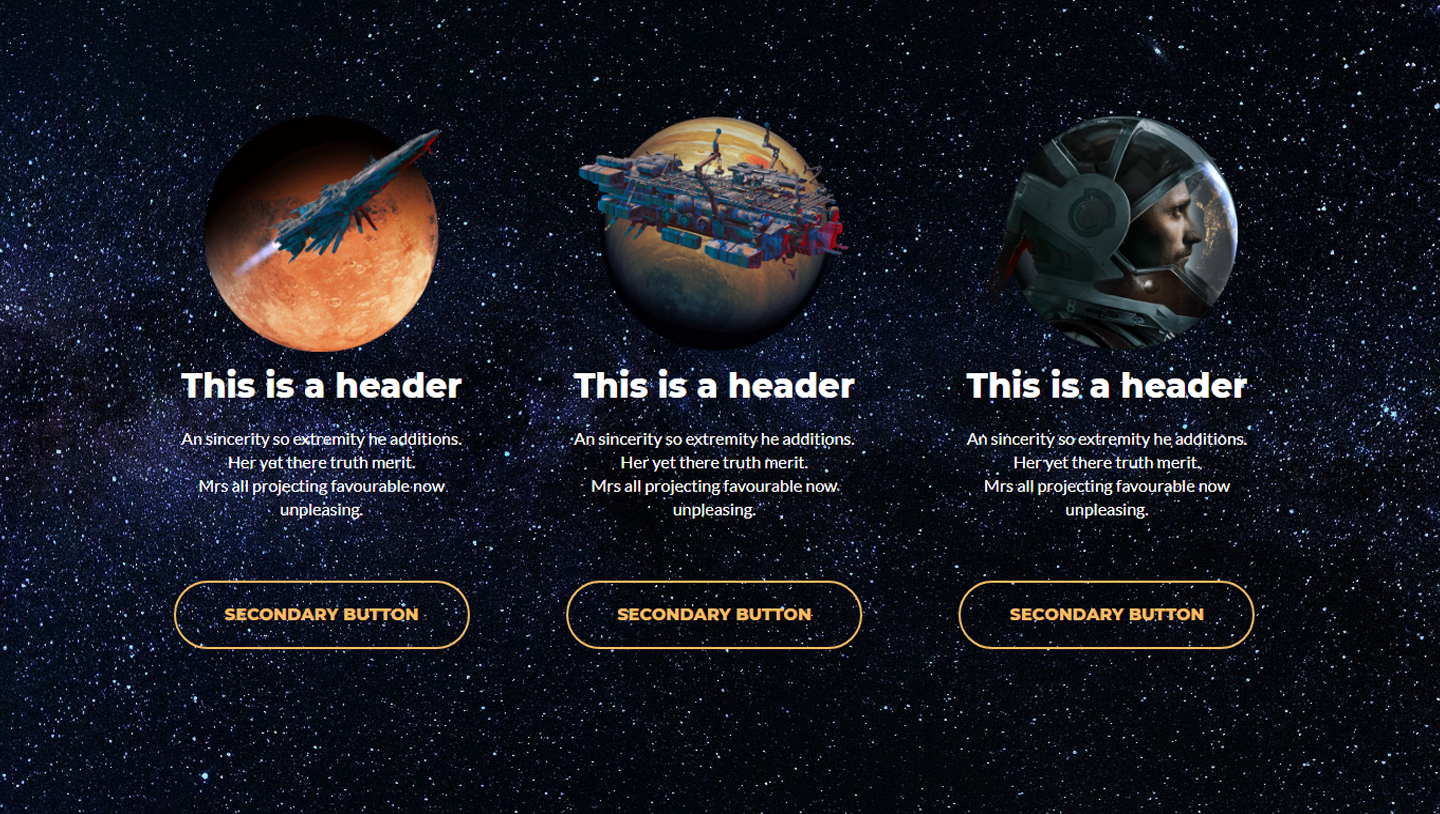 This is a header
An sincerity so extremity he additions.
Her yet there truth merit.
Mrs all projecting favourable now
unpleasing.
SECONDARY BUTTON
This is a header
An sincerity so extremity he additions.
Her yet there truth merit.
Mrs all projecting favourable now
unpleasing.
SECONDARY BUTTON
This is a header
An sincerity so extremity he additions.
Her yet there truth merit.
Mrs all projecting favourable now
unpleasing.
SECONDARY BUTTON